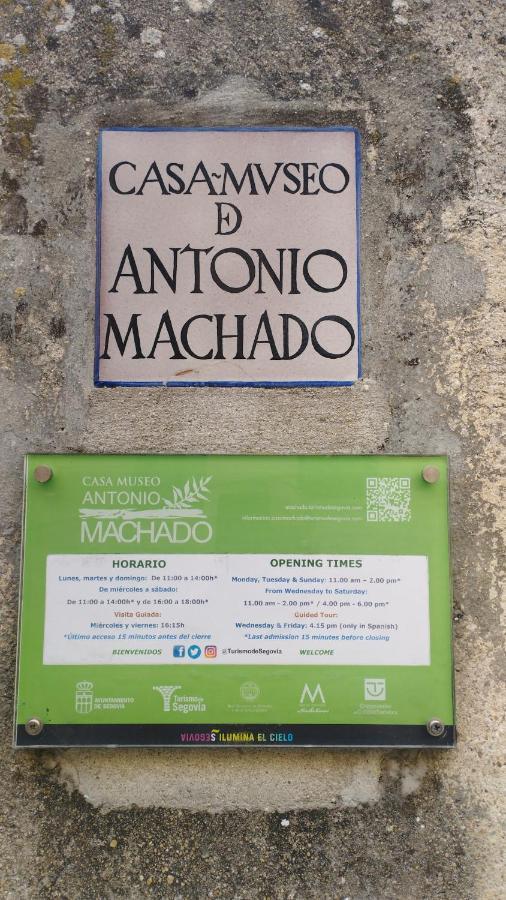 CASA~MVSEO
D
ANTONIO
MACHADO
CASA MUSEO
ANTONIO
MACHADO
HORARIO
Lunes, martes y domingo: De 11:00 a 14:00h*
De miércoles a sábado:
De 11:00 a 14:00h* y de 16:00 a 18:00h*
Visita Guiada:
Miércoles y viernes: 16:15h
*Último acceso 15 minutos antes del cierre
OPENING TIMES
Monday, Tuesday & Sunday: 11.00 am – 2.00 pm*
From Wednesday to Saturday:
11.00 am - 2.00 pm* / 4.00 pm - 6.00 pm*
Guided Tour:
Wednesday & Friday: 4.15 pm (only in Spanish)
*Last admission 15 minutes before closing
BIENVENIDOS @TurismodeSegovia WELCOME
AYUNTAMIENTO
DE SEGOVIA
Turismo de
Segovia
M
SEGOVIA ILUMINA EL CIELO